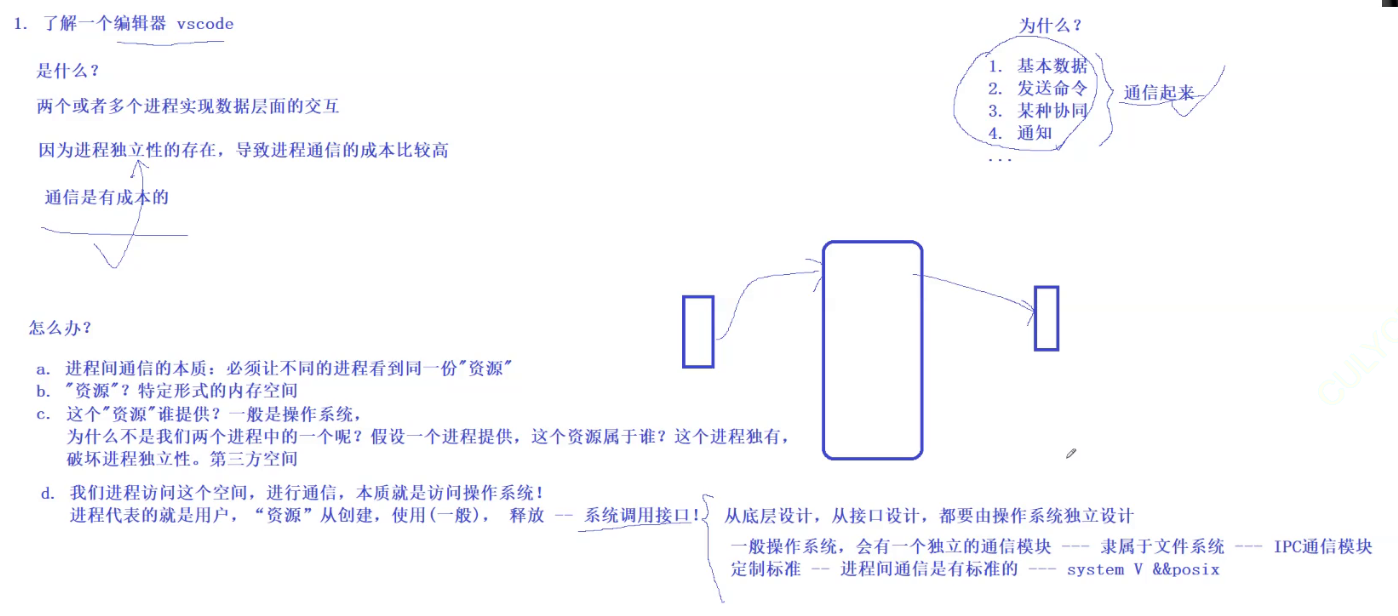 1. 了解一个编辑器 vscode
是什么?
两个或者多个进程实现数据层面的交互
因为进程独立性的存在，导致进程通信的成本比较高
通信是有成本的
为什么?
1. 基本数据
2. 发送命令
3. 某种协同
4. 通知
...
通信起来
怎么办?
a. 进程间通信的本质: 必须让不同的进程看到同一份"资源"
b. "资源"? 特定形式的内存空间
c. 这个"资源"谁提供? 一般是操作系统，
为什么不是我们两个进程中的一个呢? 假设一个进程提供，这个资源属于谁? 这个进程独有，
破坏进程独立性。第三方空间
d. 我们进程访问这个空间，进行通信，本质就是访问操作系统!
进程代表的就是用户，“资源”从创建，使用(一般)， 释放 -- 系统调用接口!
从底层设计，从接口设计，都要由操作系统独立设计
一般操作系统，会有一个独立的通信模块 --- 隶属于文件系统 --- IPC通信模块
定制标准 -- 进程间通信是有标准的 --- system V &&posix